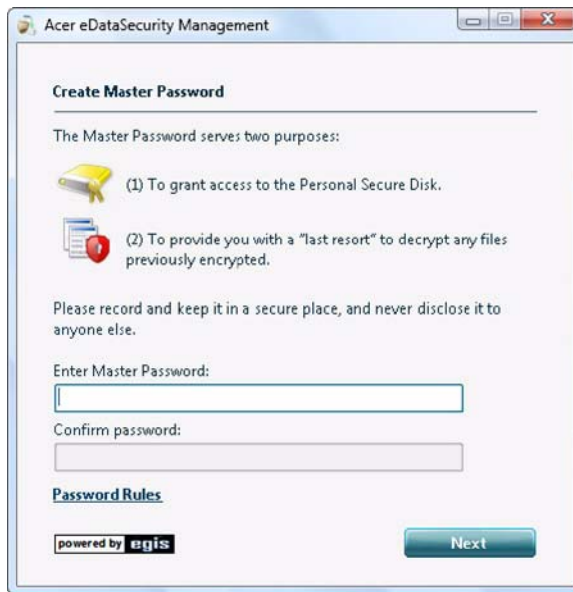 Acer eDataSecurity Management
Create Master Password
The Master Password serves two purposes:
(1) To grant access to the Personal Secure Disk.
(2) To provide you with a "last resort" to decrypt any files
previously encrypted.
Please record and keep it in a secure place, and never disclose it to
anyone else.
Enter Master Password:
Confirm password:
Password Rules
powered by egis
Next